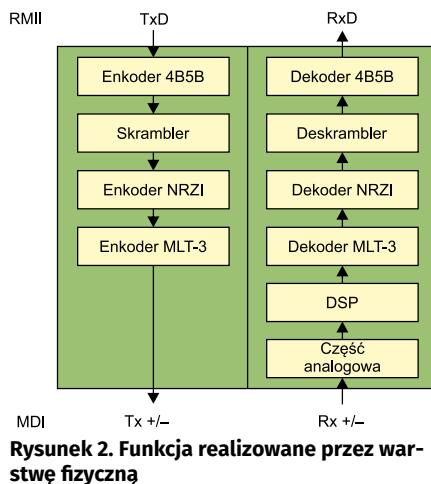 RMII TxD RxD
Enkoder 4B5B
Skrambler
Enkoder NRZI
Enkoder MLT-3
Dekoder 4B5B
Deskrambler
Dekoder NRZI
Dekoder MLT-3
DSP
Część
analogowa
MDI Tx +/– Rx +/–
Rysunek 2. Funkcja realizowane przez war-
stwę fizyczną